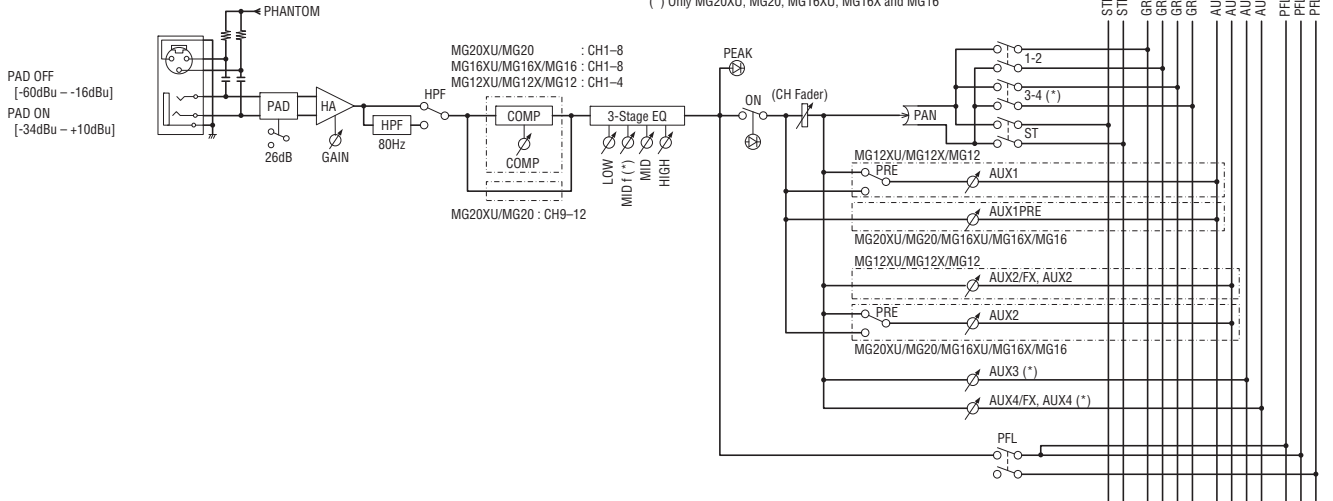 (*) Only MG20XU, MG20, MG16XU, MG16X and MG16
PHANTOM
PAD OFF
[-60dBu – -16dBu]
PAD ON
[-34dBu – +10dBu]
PAD
26dB
HA
GAIN
HPF
HPF
80Hz
MG20XU/MG20 : CH1–8
MG16XU/MG16X/MG16 : CH1–8
MG12XU/MG12X/MG12 : CH1–4
COMP
COMP
MG20XU/MG20 : CH9–12
3-Stage EQ
LOW
MID f (*)
MID
HIGH
PEAK
ON
(CH Fader)
PAN
1-2
3-4 (*)
ST
MG12XU/MG12X/MG12
PRE
AUX1
AUX1PRE
MG20XU/MG20/MG16XU/MG16X/MG16
MG12XU/MG12X/MG12
AUX2/FX, AUX2
PRE
AUX2
MG20XU/MG20/MG16XU/MG16X/MG16
AUX3 (*)
AUX4/FX, AUX4 (*)
PFL